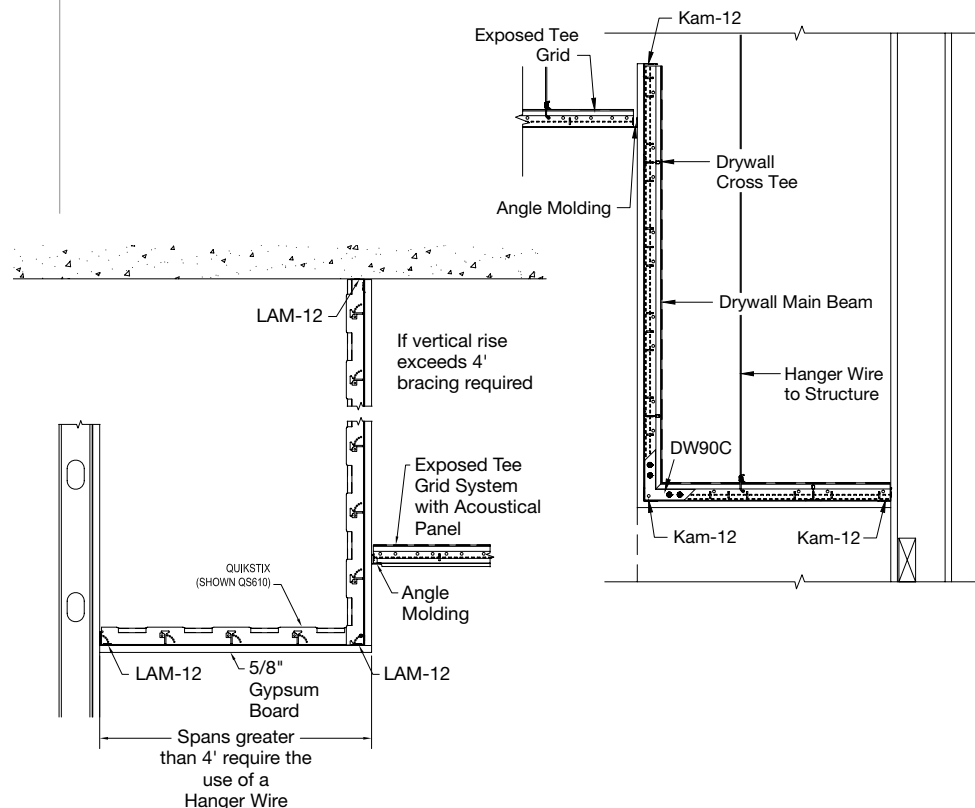 Kam-12
Exposed Tee
Grid
Drywall
Cross Tee
Angle Molding
Drywall Main Beam
Hanger Wire
to Structure
DW90C
Kam-12
Kam-12
LAM-12
If vertical rise
exceeds 4'
bracing required
Exposed Tee
Grid System
with Acoustical
Panel
QUIKSTIX
(SHOWN QS610)
Angle
Molding
LAM-12
5/8"
Gypsum
Board
LAM-12
Spans greater
than 4' require the
use of a
Hanger Wire